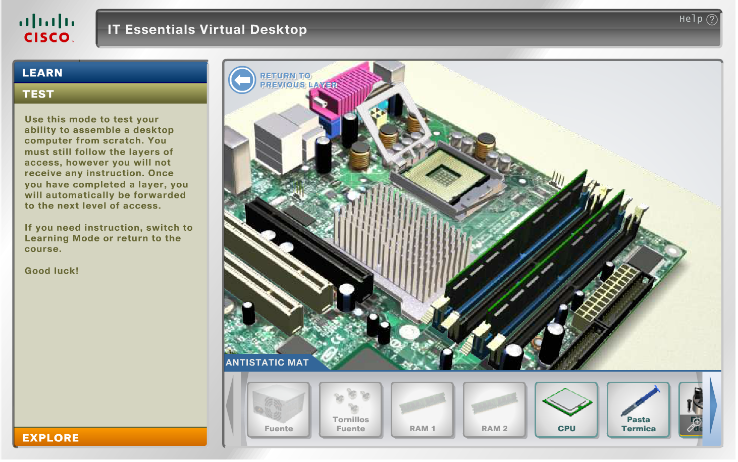 CISCO
IT Essentials Virtual Desktop
Help ?
LEARN
TEST
Use this mode to test your
ability to assemble a desktop
computer from scratch. You
must still follow the layers of
access, however you will not
receive any instruction. Once
you have completed a layer, you
will automatically be forwarded
to the next level of access.
If you need instruction, switch to
Learning Mode or return to the
course.
Good luck!
EXPLORE
RETURN TO
PREVIOUS LAYER
ANTISTATIC MAT
Fuente
Tornillos
Fuente
RAM 1
RAM 2
CPU
Pasta
Termica